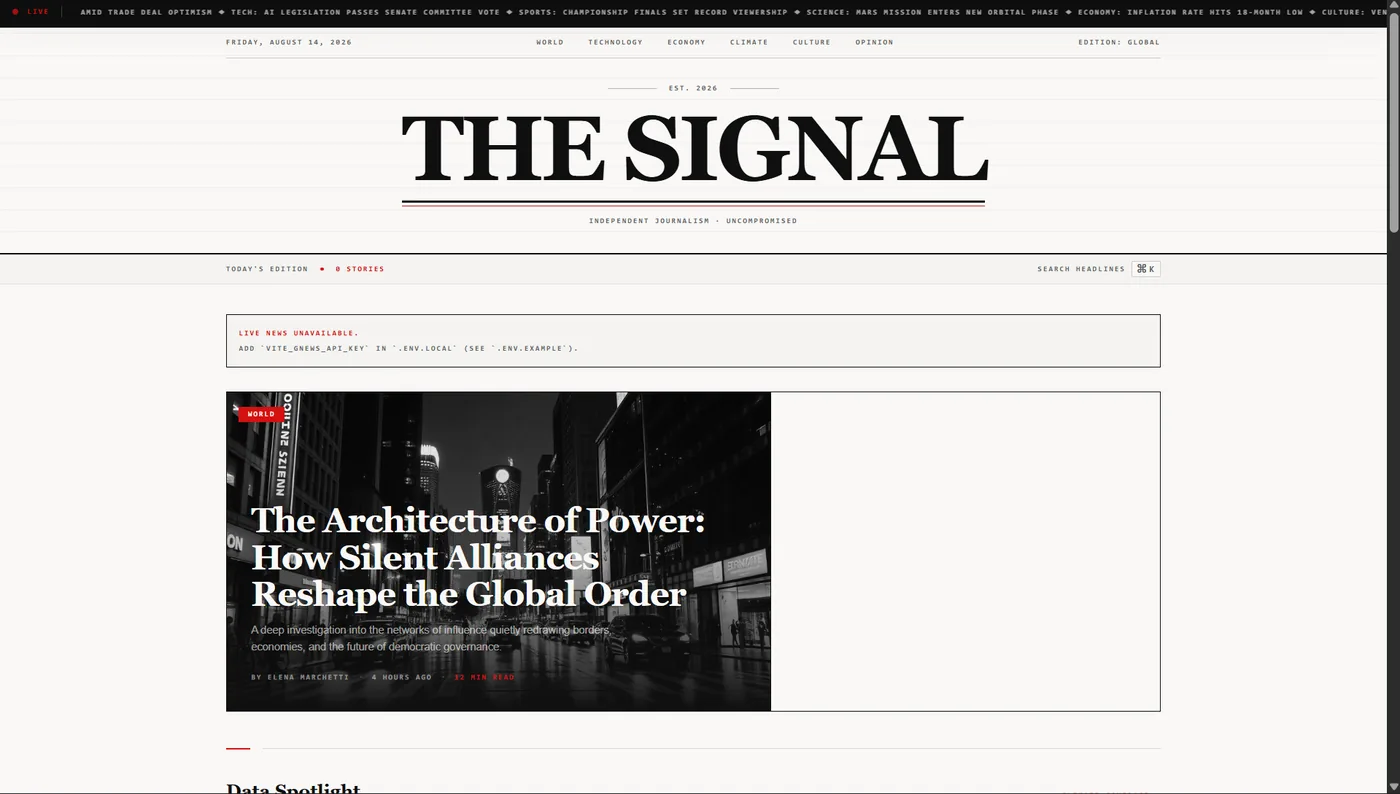 LIVE
AMID TRADE DEAL OPTIMISM ◆ TECH: AI LEGISLATION PASSES SENATE COMMITTEE VOTE ◆ SPORTS: CHAMPIONSHIP FINALS SET RECORD VIEWERSHIP ◆ SCIENCE: MARS MISSION ENTERS NEW ORBITAL PHASE ◆ ECONOMY: INFLATION RATE HITS 18-MONTH LOW ◆ CULTURE: VEN
FRIDAY, AUGUST 14, 2026
WORLD TECHNOLOGY ECONOMY CLIMATE CULTURE OPINION
EDITION: GLOBAL
EST. 2026
THE SIGNAL
INDEPENDENT JOURNALISM · UNCOMPROMISED
TODAY'S EDITION • 0 STORIES
SEARCH HEADLINES ⌘ K
LIVE NEWS UNAVAILABLE.
ADD `VITE_GNEWS_API_KEY` IN `.ENV.LOCAL` (SEE `.ENV.EXAMPLE`).
WORLD
ON
The Architecture of Power:
How Silent Alliances
Reshape the Global Order
A deep investigation into the networks of influence quietly redrawing borders,
economies, and the future of democratic governance.
BY ELENA MARCHETTI · 4 HOURS AGO · 12 MIN READ
Data Spotlight